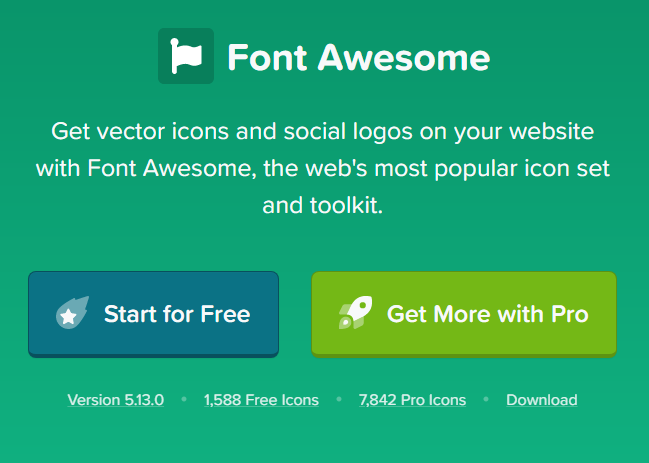 Font Awesome
Get vector icons and social logos on your website
with Font Awesome, the web's most popular icon set
and toolkit.
Start for Free
Get More with Pro
Version 5.13.0 • 1,588 Free Icons • 7,842 Pro Icons • Download